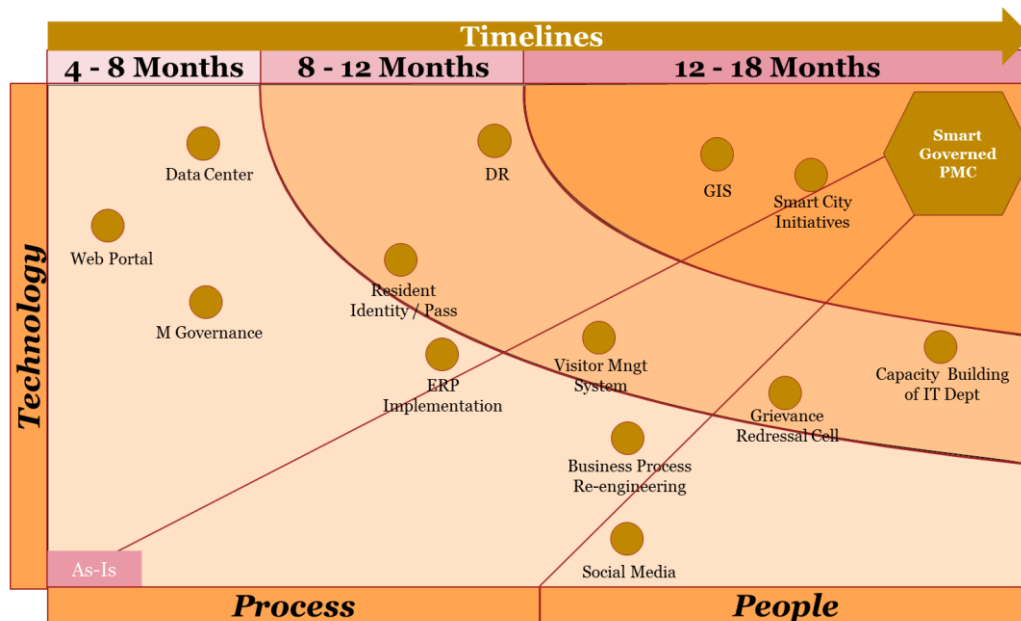 Timelines
4 - 8 Months
8 - 12 Months
12 - 18 Months
Technology
Smart
Governed
PMC
Data Center
DR
GIS
Smart City
Initiatives
Web Portal
Resident
Identity / Pass
M Governance
ERP
Implementation
Visitor Mngt
System
Capacity  Building
of IT Dept
Grievance
Redressal Cell
Business Process
Re-engineering
Social Media
As-Is
Process
People